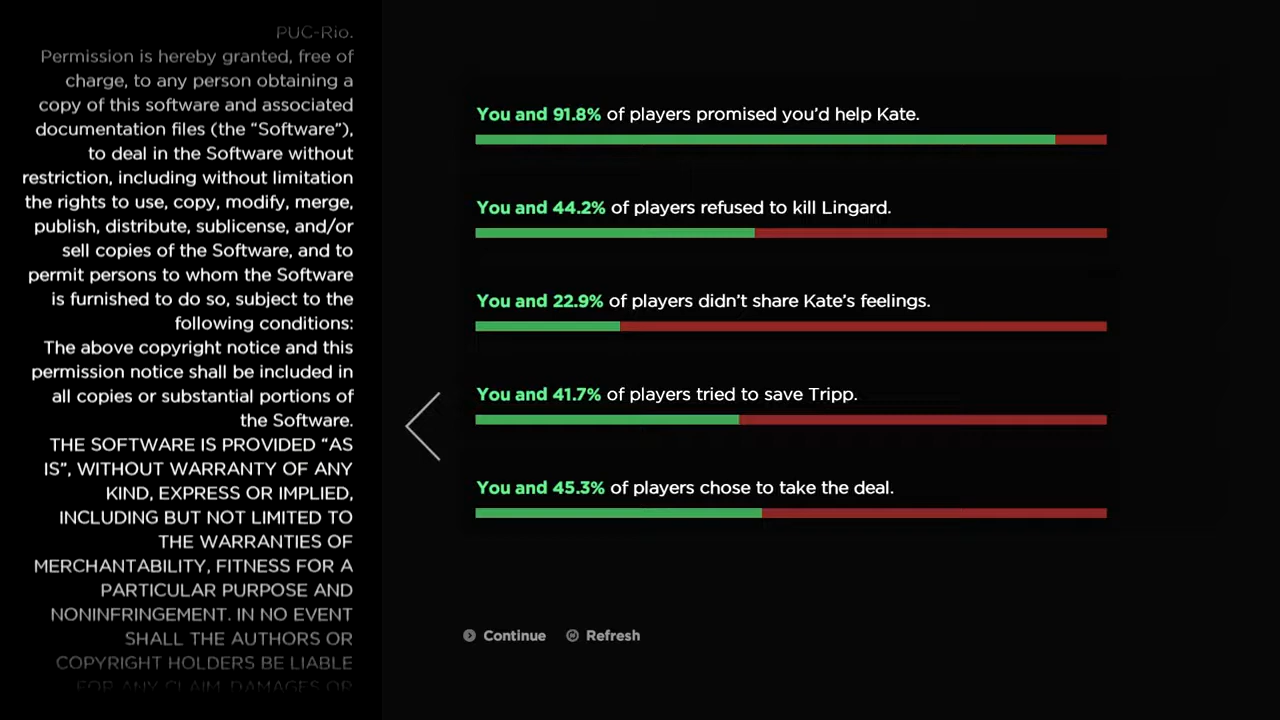 PUC-Rio.
Permission is hereby granted, free of
charge, to any person obtaining a
copy of this software and associated
documentation files (the “Software”),
to deal in the Software without
restriction, including without limitation
the rights to use, copy, modify, merge,
publish, distribute, sublicense, and/or
sell copies of the Software, and to
permit persons to whom the Software
is furnished to do so, subject to the
following conditions:
The above copyright notice and this
permission notice shall be included in
all copies or substantial portions of
the Software.
THE SOFTWARE IS PROVIDED “AS
IS”, WITHOUT WARRANTY OF ANY
KIND, EXPRESS OR IMPLIED,
INCLUDING BUT NOT LIMITED TO
THE WARRANTIES OF
MERCHANTABILITY, FITNESS FOR A
PARTICULAR PURPOSE AND
NONINFRINGEMENT. IN NO EVENT
SHALL THE AUTHORS OR
COPYRIGHT HOLDERS BE LIABLE
FOR ANY CLAIM, DAMAGES OR
You and 91.8% of players promised you’d help Kate.
You and 44.2% of players refused to kill Lingard.
You and 22.9% of players didn’t share Kate’s feelings.
You and 41.7% of players tried to save Tripp.
You and 45.3% of players chose to take the deal.
Continue Refresh